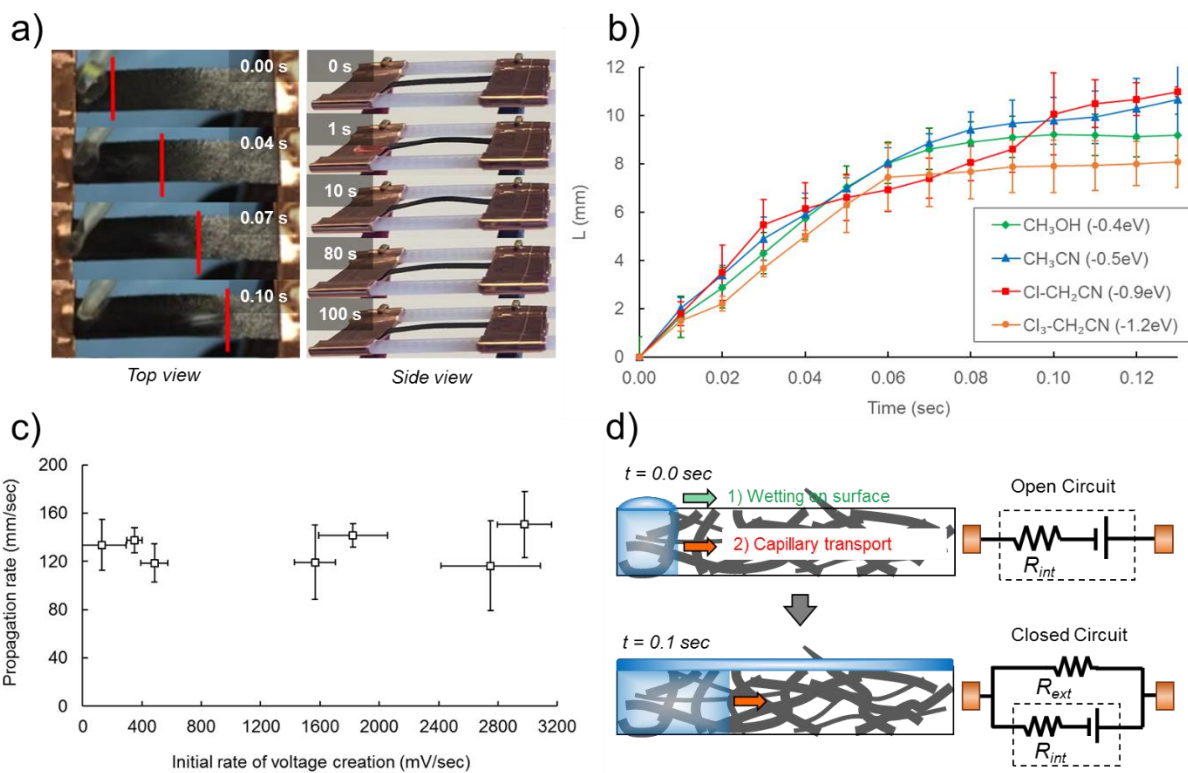 a)
0.00 s
0.04
0.07
0.10 s
Top view
0 s
1 s
10 s
80 s
100 s
Side view
b)
L (mm)
12
10
8
6
4
2
0
0.00
0.02
0.04
0.06
0.08
0.10
0.12
Time (sec)
CH₃OH (-0.4eV)
CH₃CN (-0.5eV)
Cl-CH₂CN (-0.9eV)
Cl₃-CH₂CN (-1.2eV)
c)
Propagation rate (mm/sec)
200
160
120
80
40
0
0
400
800
1200
1600
2000
2400
2800
3200
Initial rate of voltage creation (mV/sec)
d)
t = 0.0 sec
1) Wetting on surface
2) Capillary transport
Open Circuit
R_int
t = 0.1 sec
Closed Circuit
R_ext
R_int